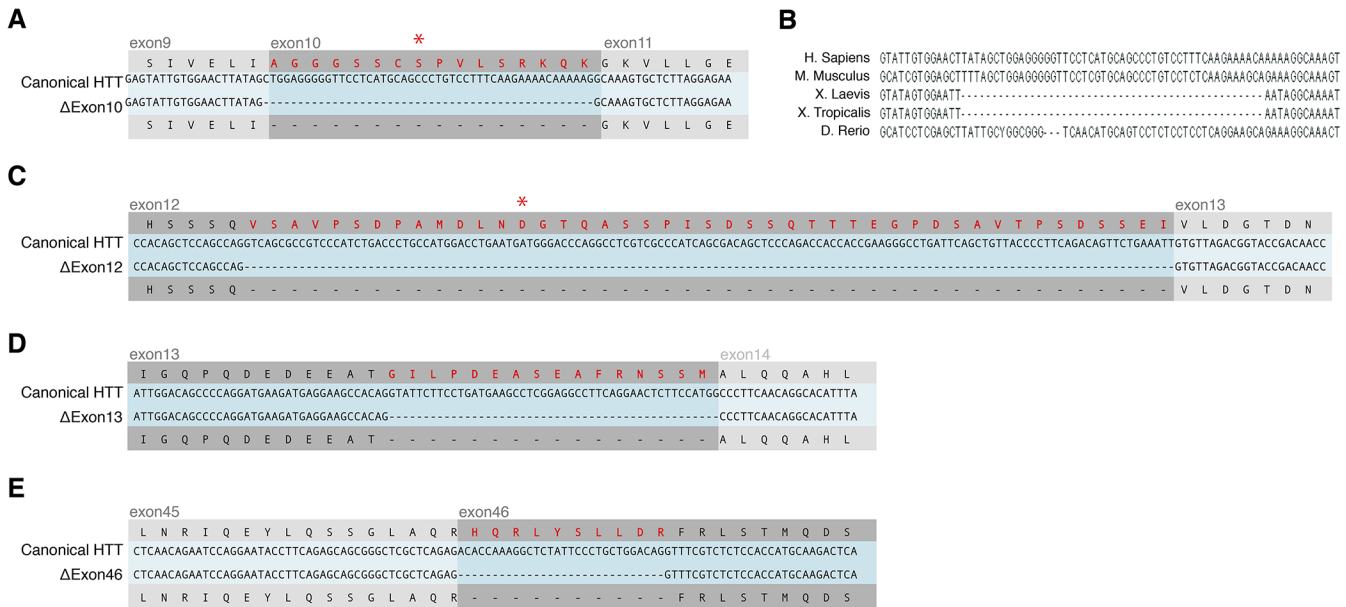 A
exon9 exon10 * exon11
S I V E L I A G G G S S C S P V L S R K Q K G K V L L G E
Canonical HTT GAGTATTGTGGAACTTATAGCTGGAGGGGGTTCCTCATGCAGCCCTGTCCTTTCAAGAAAACAAAAAGGCAAAGTGCTCTTAGGAGAA
ΔExon10 GAGTATTGTGGAACTTATAG------------------------------------------------GCAAAGTGCTCTTAGGAGAA
S I V E L I - - - - - - - - - - - - - - - - G K V L L G E
B
H. Sapiens GTATTGTGGAACTTATAGCTGGAGGGGGTTCCTCATGCAGCCCTGTCCTTTCAAGAAAACAAAAAGGCAAAGT
M. Musculus GCATCGTGGAGCTTTTAGCTGGAGGGGGTTCCTCGTGCAGCCCTGTCCTCTCAAGAAAGCAGAAAGGCAAAGT
X. Laevis GTATAGTGGAATT------------------------------------------------AATAGGCAAAAT
X. Tropicalis GTATAGTGGAATT------------------------------------------------AATAGGCAAAAT
D. Rerio GCATCCTCGAGCTTATTGCYGGCGGG---TCAACATGCAGTCCTCTCCTCCTCAGGAAGCAGAAAGGCAAACT
C
exon12 * exon13
H S S S Q V S A V P S D P A M D L N D G T Q A S S P I S D S S Q T T T E G P D S A V T P S D S S E I V L D G T D N
Canonical HTT CCACAGCTCCAGCCAGGTCAGCGCCGTCCCATCTGACCCTGCCATGGACCTGAATGATGGGACCCAGGCCTCGTCGCCCATCAGCGACAGCTCCCAGACCACCACCGAAGGGCCTGATTCAGCTGTTACCCCTTCAGACAGTTCTGAAATTGTGTTAGACGGTACCGACAACC
ΔExon12 CCACAGCTCCAGCCAG---------------------------------------------------------------------------------------------------------------------------------------GTGTTAGACGGTACCGACAACC
H S S S Q - - - - - - - - - - - - - - - - - - - - - - - - - - - - - - - - - - - - - - - - - - - - - V L D G T D N
D
exon13 exon14
I G Q P Q D E D E E A T G I L P D E A S E A F R N S S M A L Q Q A H L
Canonical HTT ATTGGACAGCCCCAGGATGAAGATGAGGAAGCCACAGGTATTCTTCCTGATGAAGCCTCGGAGGCCTTCAGGAACTCTTCCATGGCCCTTCAACAGGCACATTTA
ΔExon13 ATTGGACAGCCCCAGGATGAAGATGAGGAAGCCACAG------------------------------------------------CCCTTCAACAGGCACATTTA
I G Q P Q D E D E E A T - - - - - - - - - - - - - - - - A L Q Q A H L
E
exon45 exon46
L N R I Q E Y L Q S S G L A Q R H Q R L Y S L L D R F R L S T M Q D S
Canonical HTT CTCAACAGAATCCAGGAATACCTTCAGAGCAGCGGGCTCGCTCAGAGACACCAAAGGCTCTATTCCCTGCTGGACAGGTTTCGTCTCTCCACCATGCAAGACTCA
ΔExon46 CTCAACAGAATCCAGGAATACCTTCAGAGCAGCGGGCTCGCTCAGAG------------------------------GTTTCGTCTCTCCACCATGCAAGACTCA
L N R I Q E Y L Q S S G L A Q R - - - - - - - - - - F R L S T M Q D S